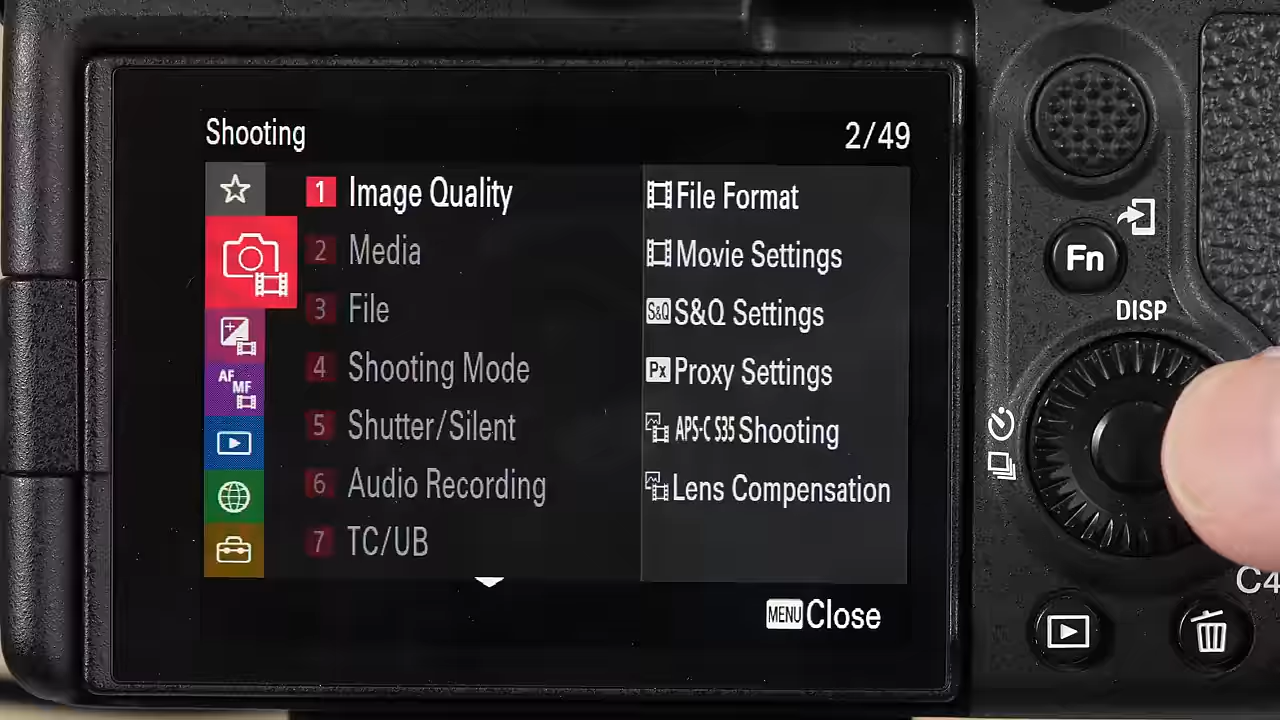 Shooting
2/49
1 Image Quality
2 Media
3 File
4 Shooting Mode
5 Shutter/Silent
6 Audio Recording
7 TC/UB
AF MF
File Format
Movie Settings
S&Q S&Q Settings
Px Proxy Settings
APS-C S35 Shooting
Lens Compensation
MENU Close
Fn
DISP
C4